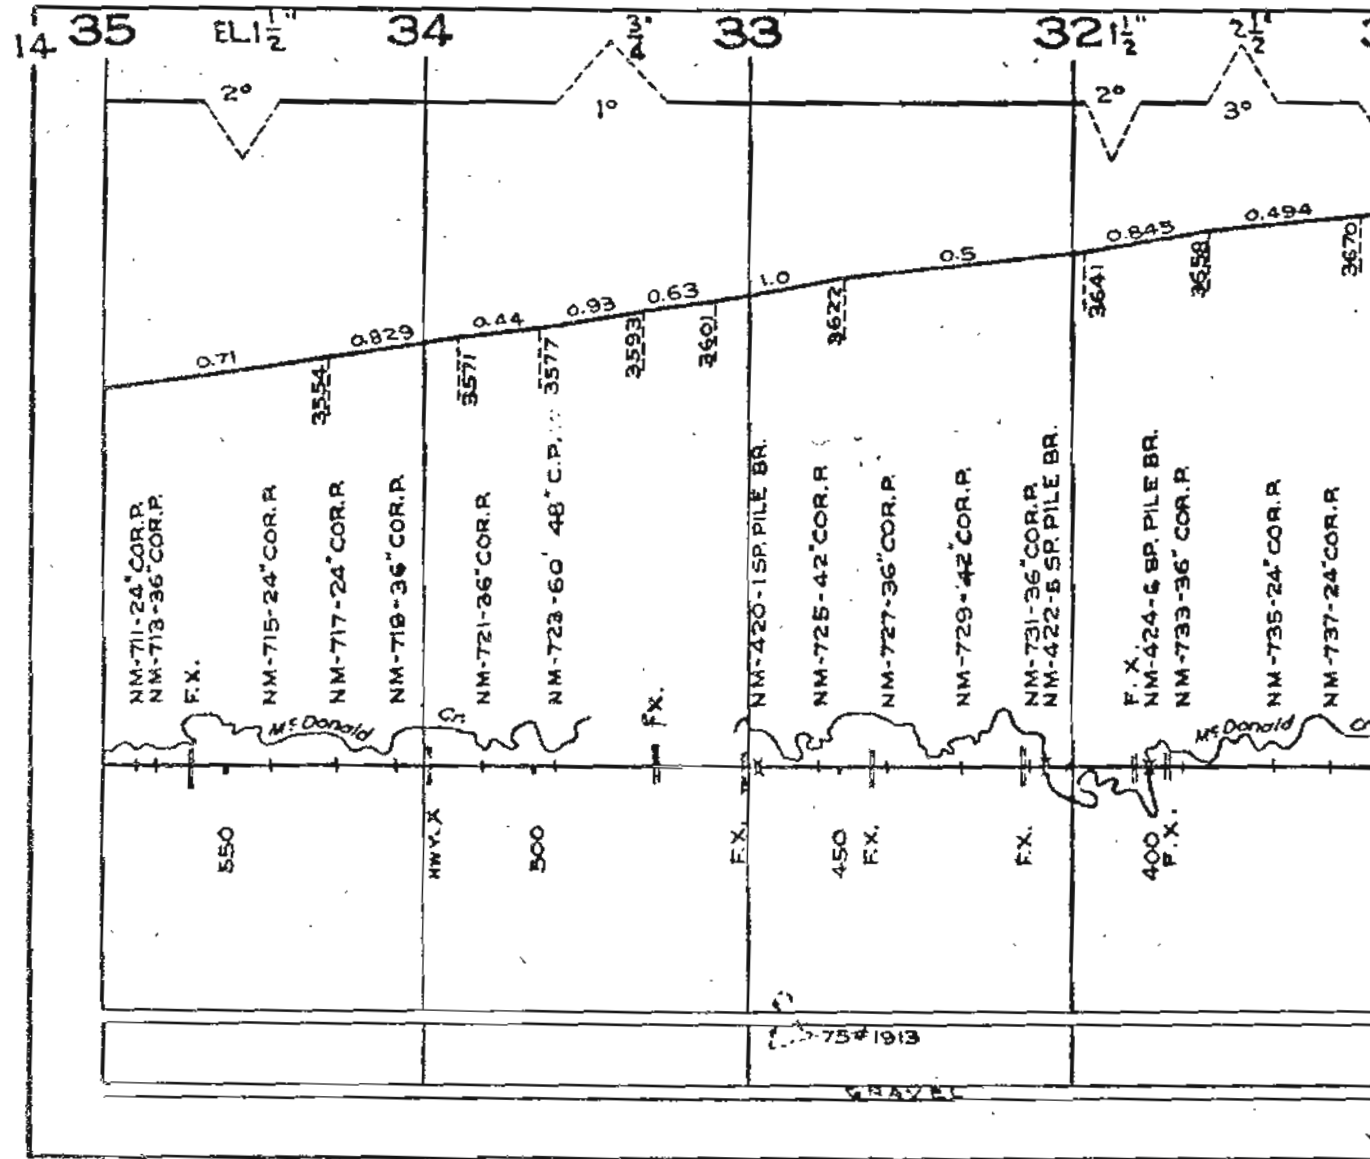 14
35 EL 1½" 34 33 32 1½" 2½"
2° 1° 2° 3°
0.71 0.829 0.44 0.93 0.63 1.0 0.5 0.845 0.494
3554 3571 3577 3593 3601 3622 3641 3658 3670
NM-711-24" COR.P.
NM-713-36" COR.P.
F.X.
NM-715-24" COR.P.
NM-717-24" COR.P.
NM-719-36" COR.P.
NM-721-36" COR.P.
NM-723-60' 48" C.P.
F.X.
NM-420-1 SP. PILE BR.
NM-725-42" COR.P.
NM-727-36" COR.P.
NM-729-42" COR.P.
NM-731-36" COR.P.
NM-422-5 SP. PILE BR.
F.X.
NM-424-6 SP. PILE BR.
NM-733-36" COR.P.
NM-735-24" COR.P.
NM-737-24" COR.P.
McDonald Cr. McDonald
550 HWY. X 500 F.X. 450 F.X. F.X. 400 F.X.
75# 1913
GRAVEL